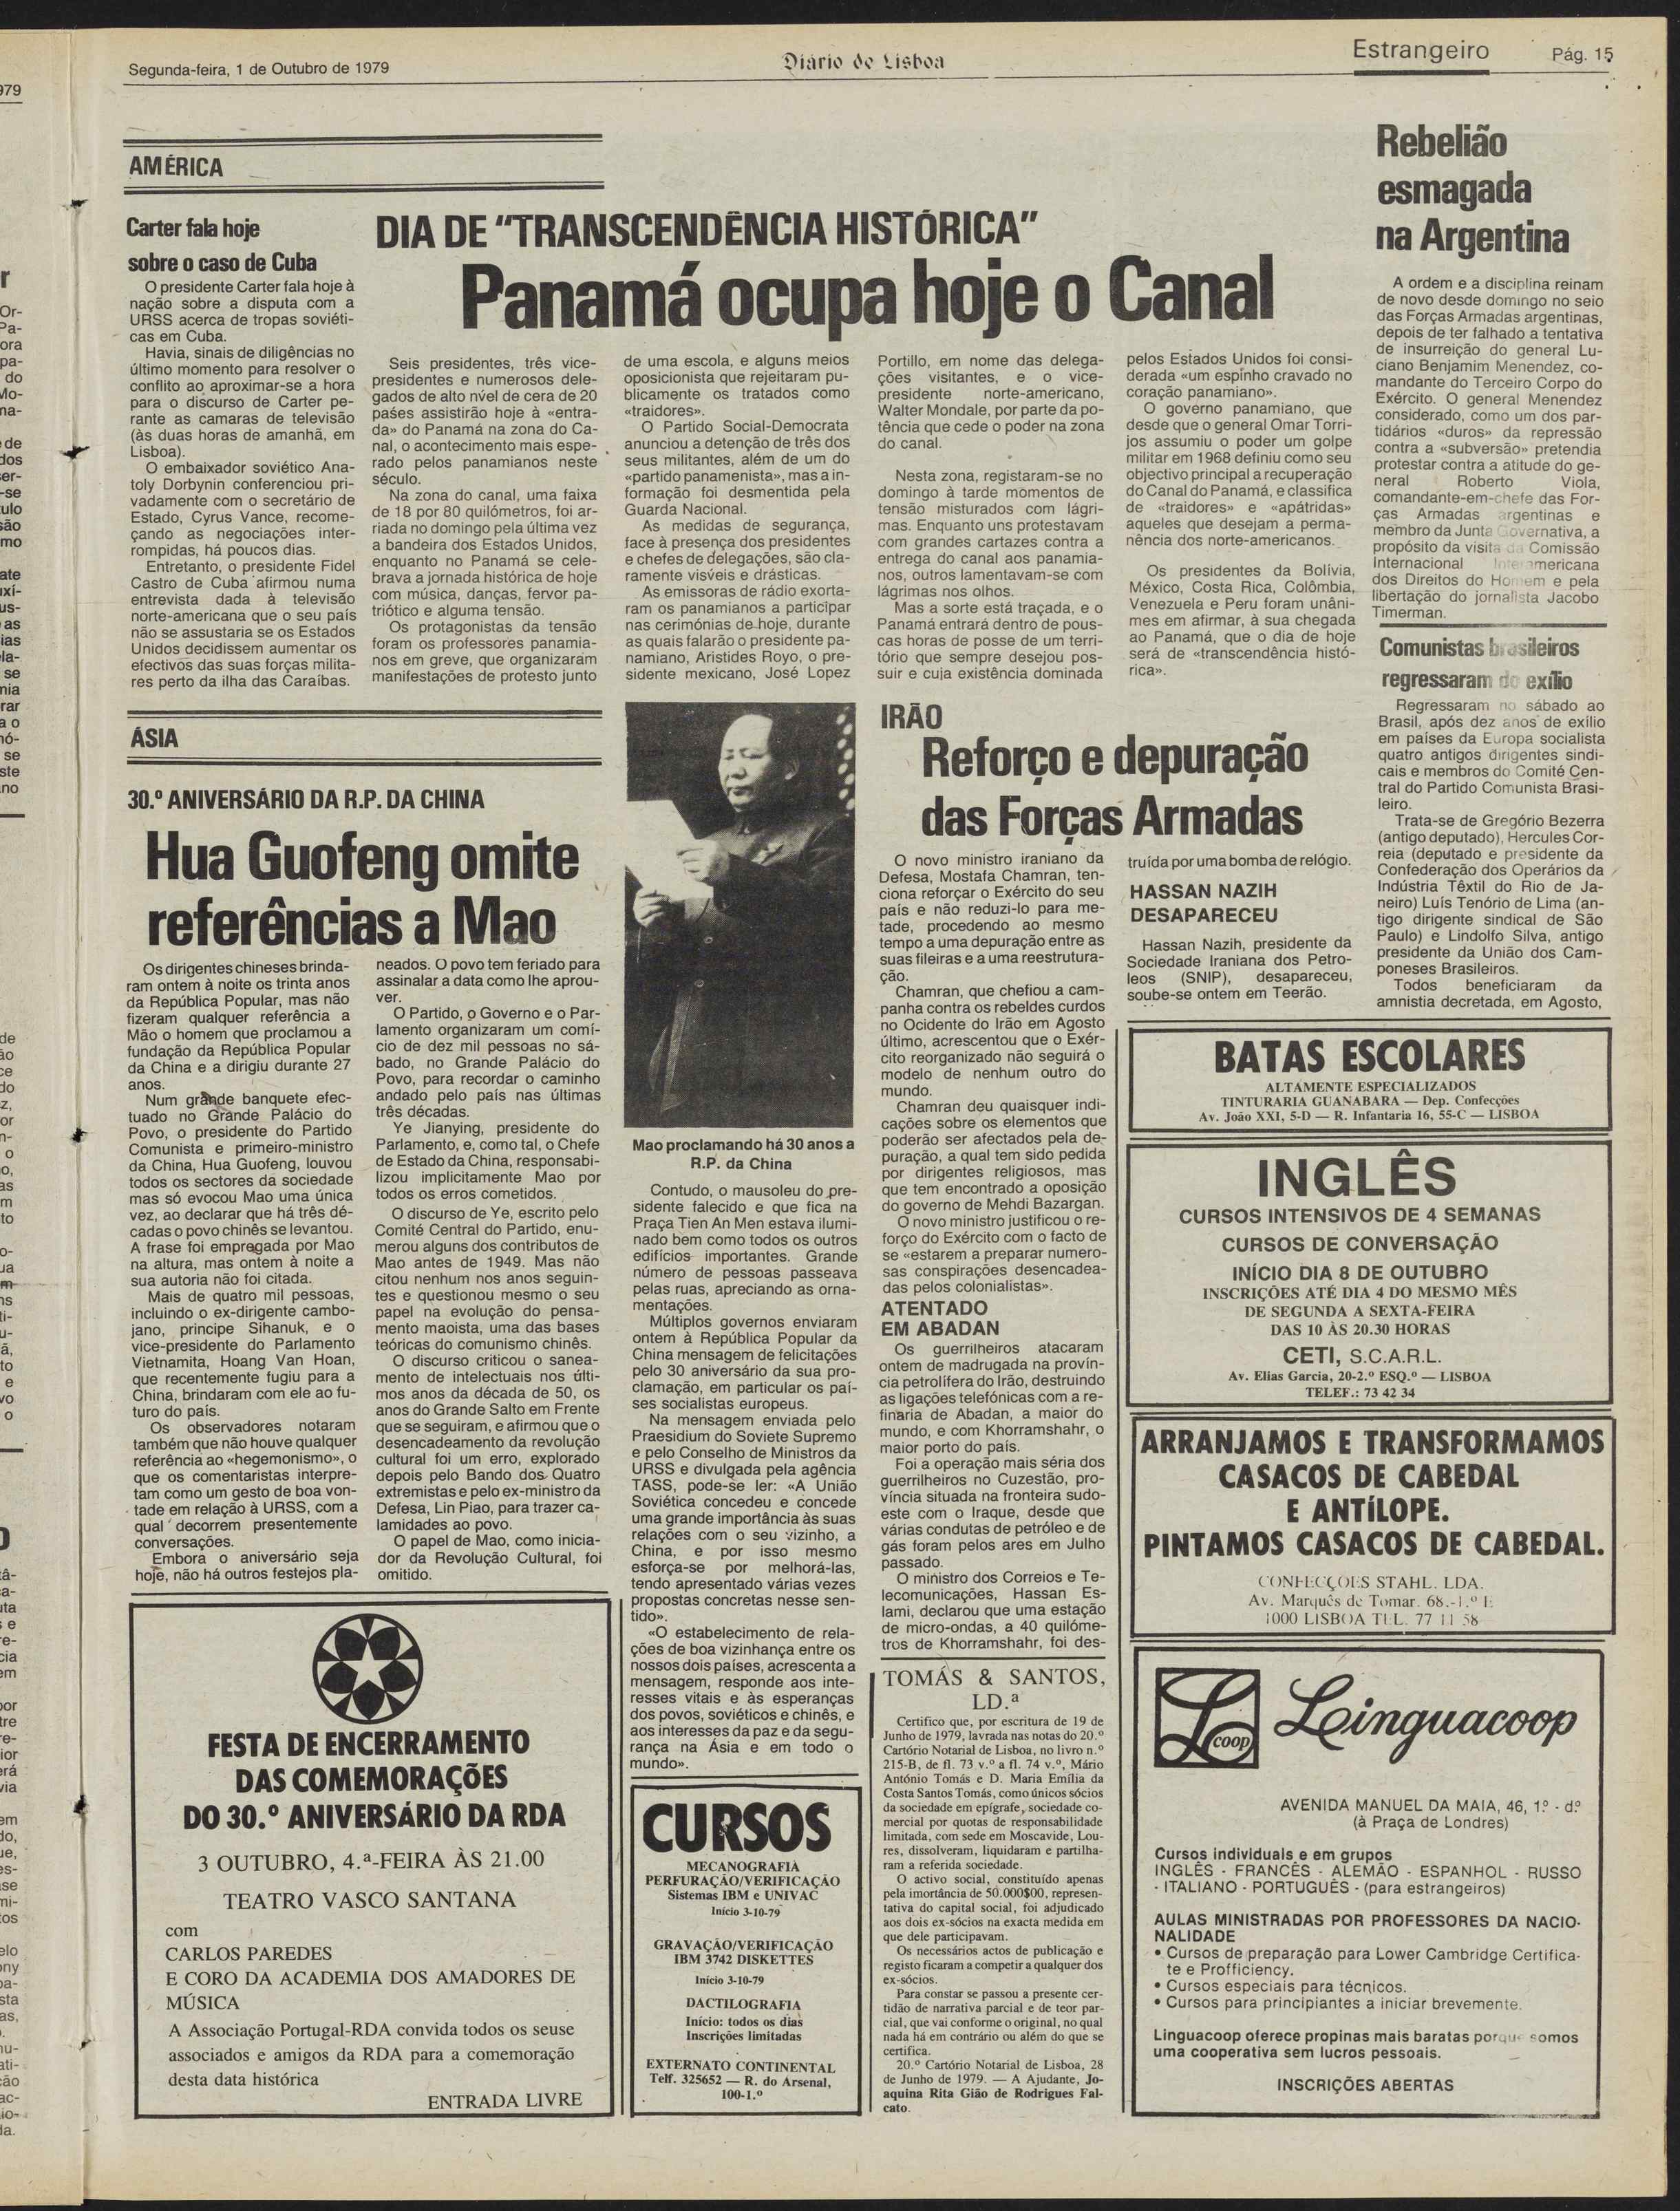 Segunda-feira, 1 de Outubro de 1979
Diário de Lisboa
Estrangeiro
Pág. 15
AMÉRICA
Carter fala hoje
sobre o caso de Cuba
O presidente Carter fala hoje à
nação sobre a disputa com a
URSS acerca de tropas soviéti-
cas em Cuba.
Havia, sinais de diligências no
último momento para resolver o
conflito ao aproximar-se a hora
para o discurso de Carter pe-
rante as camaras de televisão
(às duas horas de amanhã, em
Lisboa).
O embaixador soviético Ana-
toly Dorbynin conferenciou pri-
vadamente com o secretário de
Estado, Cyrus Vance, recome-
çando as negociações inter-
rompidas, há poucos dias.
Entretanto, o presidente Fidel
Castro de Cuba afirmou numa
entrevista dada à televisão
norte-americana que o seu país
não se assustaria se os Estados
Unidos decidissem aumentar os
efectivos das suas forças milita-
res perto da ilha das Caraíbas.
DIA DE "TRANSCENDÊNCIA HISTÓRICA"
Panamá ocupa hoje o Canal
Seis presidentes, três vice-
presidentes e numerosos dele-
gados de alto nível de cera de 20
países assistirão hoje à «entra-
da» do Panamá na zona do Ca-
nal, o acontecimento mais espe-
rado pelos panamianos neste
século.
Na zona do canal, uma faixa
de 18 por 80 quilómetros, foi ar-
riada no domingo pela última vez
a bandeira dos Estados Unidos,
enquanto no Panamá se cele-
brava a jornada histórica de hoje
com música, danças, fervor pa-
triótico e alguma tensão.
Os protagonistas da tensão
foram os professores panamia-
nos em greve, que organizaram
manifestações de protesto junto
de uma escola, e alguns meios
oposicionista que rejeitaram pu-
blicamente os tratados como
«traidores».
O Partido Social-Democrata
anunciou a detenção de três dos
seus militantes, além de um do
«partido panamenista», mas a in-
formação foi desmentida pela
Guarda Nacional.
As medidas de segurança,
face à presença dos presidentes
e chefes de delegações, são cla-
ramente visíveis e drásticas.
As emissoras de rádio exorta-
ram os panamianos a participar
nas cerimónias de hoje, durante
as quais falarão o presidente pa-
namiano, Aristides Royo, o pre-
sidente mexicano, José Lopez
Portillo, em nome das delega-
ções visitantes, e o vice-
presidente norte-americano,
Walter Mondale, por parte da po-
tência que cede o poder na zona
do canal.
Nesta zona, registaram-se no
domingo à tarde momentos de
tensão misturados com lágri-
mas. Enquanto uns protestavam
com grandes cartazes contra a
entrega do canal aos panamia-
nos, outros lamentavam-se com
lágrimas nos olhos.
Mas a sorte está traçada, e o
Panamá entrará dentro de pous-
cas horas de posse de um terri-
tório que sempre desejou pos-
suir e cuja existência dominada
pelos Estados Unidos foi consi-
derada «um espinho cravado no
coração panamiano».
O governo panamiano, que
desde que o general Omar Torri-
jos assumiu o poder um golpe
militar em 1968 definiu como seu
objectivo principal a recuperação
do Canal do Panamá, e classifica
de «traidores» e «apátridas»
aqueles que desejam a perma-
nência dos norte-americanos.
Os presidentes da Bolívia,
México, Costa Rica, Colômbia,
Venezuela e Peru foram unâni-
mes em afirmar, à sua chegada
ao Panamá, que o dia de hoje
será de «transcendência histó-
rica».
Rebelião
esmagada
na Argentina
A ordem e a disciplina reinam
de novo desde domingo no seio
das Forças Armadas argentinas,
depois de ter falhado a tentativa
de insurreição do general Lu-
ciano Benjamim Menendez, co-
mandante do Terceiro Corpo do
Exército. O general Menendez
considerado, como um dos par-
tidários «duros» da repressão
contra a «subversão» pretendia
protestar contra a atitude do ge-
neral Roberto Viola,
comandante-em-chefe das For-
ças Armadas argentinas e
membro da Junta Governativa, a
propósito da visita da Comissão
Internacional Interamericana
dos Direitos do Homem e pela
libertação do jornalista Jacobo
Timerman.
Comunistas brasileiros
regressaram do exílio
Regressaram no sábado ao
Brasil, após dez anos de exílio
em países da Europa socialista
quatro antigos dirigentes sindi-
cais e membros do Comité Cen-
tral do Partido Comunista Brasi-
leiro.
Trata-se de Gregório Bezerra
(antigo deputado), Hercules Cor-
reia (deputado e presidente da
Confederação dos Operários da
Indústria Têxtil do Rio de Ja-
neiro) Luís Tenório de Lima (an-
tigo dirigente sindical de São
Paulo) e Lindolfo Silva, antigo
presidente da União dos Cam-
poneses Brasileiros.
Todos beneficiaram da
amnistia decretada, em Agosto,
ÁSIA
30.º ANIVERSÁRIO DA R.P. DA CHINA
Hua Guofeng omite
referências a Mao
Os dirigentes chineses brinda-
ram ontem à noite os trinta anos
da República Popular, mas não
fizeram qualquer referência a
Mão o homem que proclamou a
fundação da República Popular
da China e a dirigiu durante 27
anos.
Num grande banquete efec-
tuado no Grande Palácio do
Povo, o presidente do Partido
Comunista e primeiro-ministro
da China, Hua Guofeng, louvou
todos os sectores da sociedade
mas só evocou Mao uma única
vez, ao declarar que há três dé-
cadas o povo chinês se levantou.
A frase foi empregada por Mao
na altura, mas ontem à noite a
sua autoria não foi citada.
Mais de quatro mil pessoas,
incluindo o ex-dirigente cambo-
jano, principe Sihanuk, e o
vice-presidente do Parlamento
Vietnamita, Hoang Van Hoan,
que recentemente fugiu para a
China, brindaram com ele ao fu-
turo do país.
Os observadores notaram
também que não houve qualquer
referência ao «hegemonismo», o
que os comentaristas interpre-
tam como um gesto de boa von-
tade em relação à URSS, com a
qual decorrem presentemente
conversações.
Embora o aniversário seja
hoje, não há outros festejos pla-
neados. O povo tem feriado para
assinalar a data como lhe aprou-
ver.
O Partido, o Governo e o Par-
lamento organizaram um comí-
cio de dez mil pessoas no sá-
bado, no Grande Palácio do
Povo, para recordar o caminho
andado pelo país nas últimas
três décadas.
Ye Jianying, presidente do
Parlamento, e, como tal, o Chefe
de Estado da China, responsabi-
lizou implicitamente Mao por
todos os erros cometidos.
O discurso de Ye, escrito pelo
Comité Central do Partido, enu-
merou alguns dos contributos de
Mao antes de 1949. Mas não
citou nenhum nos anos seguin-
tes e questionou mesmo o seu
papel na evolução do pensa-
mento maoista, uma das bases
teóricas do comunismo chinês.
O discurso criticou o sanea-
mento de intelectuais nos últi-
mos anos da década de 50, os
anos do Grande Salto em Frente
que se seguiram, e afirmou que o
desencadeamento da revolução
cultural foi um erro, explorado
depois pelo Bando dos Quatro
extremistas e pelo ex-ministro da
Defesa, Lin Piao, para trazer ca-
lamidades ao povo.
O papel de Mao, como inicia-
dor da Revolução Cultural, foi
omitido.
Mao proclamando há 30 anos a
R.P. da China
Contudo, o mausoleu do pre-
sidente falecido e que fica na
Praça Tien An Men estava ilumi-
nado bem como todos os outros
edifícios importantes. Grande
número de pessoas passeava
pelas ruas, apreciando as orna-
mentações.
Múltiplos governos enviaram
ontem à República Popular da
China mensagem de felicitações
pelo 30 aniversário da sua pro-
clamação, em particular os paí-
ses socialistas europeus.
Na mensagem enviada pelo
Praesidium do Soviete Supremo
e pelo Conselho de Ministros da
URSS e divulgada pela agência
TASS, pode-se ler: «A União
Soviética concedeu e concede
uma grande importância às suas
relações com o seu vizinho, a
China, e por isso mesmo
esforça-se por melhorá-las,
tendo apresentado várias vezes
propostas concretas nesse sen-
tido».
«O estabelecimento de rela-
ções de boa vizinhança entre os
nossos dois países, acrescenta a
mensagem, responde aos inte-
resses vitais e às esperanças
dos povos, soviéticos e chinês, e
aos interesses da paz e da segu-
rança na Ásia e em todo o
mundo».
IRÃO
Reforço e depuração
das Forças Armadas
O novo ministro iraniano da
Defesa, Mostafa Chamran, ten-
ciona reforçar o Exército do seu
país e não reduzi-lo para me-
tade, procedendo ao mesmo
tempo a uma depuração entre as
suas fileiras e a uma reestrutura-
ção.
Chamran, que chefiou a cam-
panha contra os rebeldes curdos
no Ocidente do Irão em Agosto
último, acrescentou que o Exér-
cito reorganizado não seguirá o
modelo de nenhum outro do
mundo.
Chamran deu quaisquer indi-
cações sobre os elementos que
poderão ser afectados pela de-
puração, a qual tem sido pedida
por dirigentes religiosos, mas
que tem encontrado a oposição
do governo de Mehdi Bazargan.
O novo ministro justificou o re-
forço do Exército com o facto de
se «estarem a preparar numero-
sas conspirações desencadea-
das pelos colonialistas».
ATENTADO
EM ABADAN
Os guerrilheiros atacaram
ontem de madrugada na provín-
cia petrolífera do Irão, destruindo
as ligações telefónicas com a re-
finaria de Abadan, a maior do
mundo, e com Khorramshahr, o
maior porto do país.
Foi a operação mais séria dos
guerrilheiros no Cuzestão, pro-
víncia situada na fronteira sudo-
este com o Iraque, desde que
várias condutas de petróleo e de
gás foram pelos ares em Julho
passado.
O ministro dos Correios e Te-
lecomunicações, Hassan Es-
lami, declarou que uma estação
de micro-ondas, a 40 quilóme-
tros de Khorramshahr, foi des-
truída por uma bomba de relógio.
HASSAN NAZIH
DESAPARECEU
Hassan Nazih, presidente da
Sociedade Iraniana dos Petro-
leos (SNIP), desapareceu,
soube-se ontem em Teerão.
BATAS ESCOLARES
ALTAMENTE ESPECIALIZADOS
TINTURARIA GUANABARA — Dep. Confecções
Av. João XXI, 5-D — R. Infantaria 16, 55-C — LISBOA
INGLÊS
CURSOS INTENSIVOS DE 4 SEMANAS
CURSOS DE CONVERSAÇÃO
INÍCIO DIA 8 DE OUTUBRO
INSCRIÇÕES ATÉ DIA 4 DO MESMO MÊS
DE SEGUNDA A SEXTA-FEIRA
DAS 10 ÀS 20.30 HORAS
CETI, S.C.A.R.L.
Av. Elias Garcia, 20-2.º ESQ.º — LISBOA
TELEF.: 73 42 34
ARRANJAMOS E TRANSFORMAMOS
CASACOS DE CABEDAL
E ANTÍLOPE.
PINTAMOS CASACOS DE CABEDAL.
CONFECÇÕES STAHL. LDA.
Av. Marquês de Tomar. 68.-1.º E
1000 LISBOA TEL. 77 11 58
FESTA DE ENCERRAMENTO
DAS COMEMORAÇÕES
DO 30.º ANIVERSÁRIO DA RDA
3 OUTUBRO, 4.ª-FEIRA ÀS 21.00
TEATRO VASCO SANTANA
com
CARLOS PAREDES
E CORO DA ACADEMIA DOS AMADORES DE
MÚSICA
A Associação Portugal-RDA convida todos os seuse
associados e amigos da RDA para a comemoração
desta data histórica
ENTRADA LIVRE
CURSOS
MECANOGRAFIA
PERFURAÇÃO/VERIFICAÇÃO
Sistemas IBM e UNIVAC
Início 3-10-79
GRAVAÇÃO/VERIFICAÇÃO
IBM 3742 DISKETTES
Início 3-10-79
DACTILOGRAFIA
Início: todos os dias
Inscrições limitadas
EXTERNATO CONTINENTAL
Telf. 325652 — R. do Arsenal,
100-1.º
TOMÁS & SANTOS,
LD.ª
Certifico que, por escritura de 19 de
Junho de 1979, lavrada nas notas do 20.º
Cartório Notarial de Lisboa, no livro n.º
215-B, de fl. 73 v.º a fl. 74 v.º, Mário
António Tomás e D. Maria Emília da
Costa Santos Tomás, como únicos sócios
da sociedade em epígrafe, sociedade co-
mercial por quotas de responsabilidade
limitada, com sede em Moscavide, Lou-
res, dissolveram, liquidaram e partilha-
ram a referida sociedade.
O activo social, constituído apenas
pela imortância de 50.000$00, represen-
tativa do capital social, foi adjudicado
aos dois ex-sócios na exacta medida em
que dele participavam.
Os necessários actos de publicação e
registo ficaram a competir a qualquer dos
ex-sócios.
Para constar se passou a presente cer-
tidão de narrativa parcial e de teor par-
cial, que vai conforme o original, no qual
nada há em contrário ou além do que se
certifica.
20.º Cartório Notarial de Lisboa, 28
de Junho de 1979. — A Ajudante, Jo-
aquina Rita Gião de Rodrigues Fal-
cato.
Lcoop
Linguacoop
AVENIDA MANUEL DA MAIA, 46, 1.º - d.º
(à Praça de Londres)
Cursos individuais e em grupos
INGLÊS - FRANCÊS - ALEMÃO - ESPANHOL - RUSSO
- ITALIANO - PORTUGUÊS - (para estrangeiros)
AULAS MINISTRADAS POR PROFESSORES DA NACIO-
NALIDADE
• Cursos de preparação para Lower Cambridge Certifica-
te e Profficiency.
• Cursos especiais para técnicos.
• Cursos para principiantes a iniciar brevemente.
Linguacoop oferece propinas mais baratas porque somos
uma cooperativa sem lucros pessoais.
INSCRIÇÕES ABERTAS